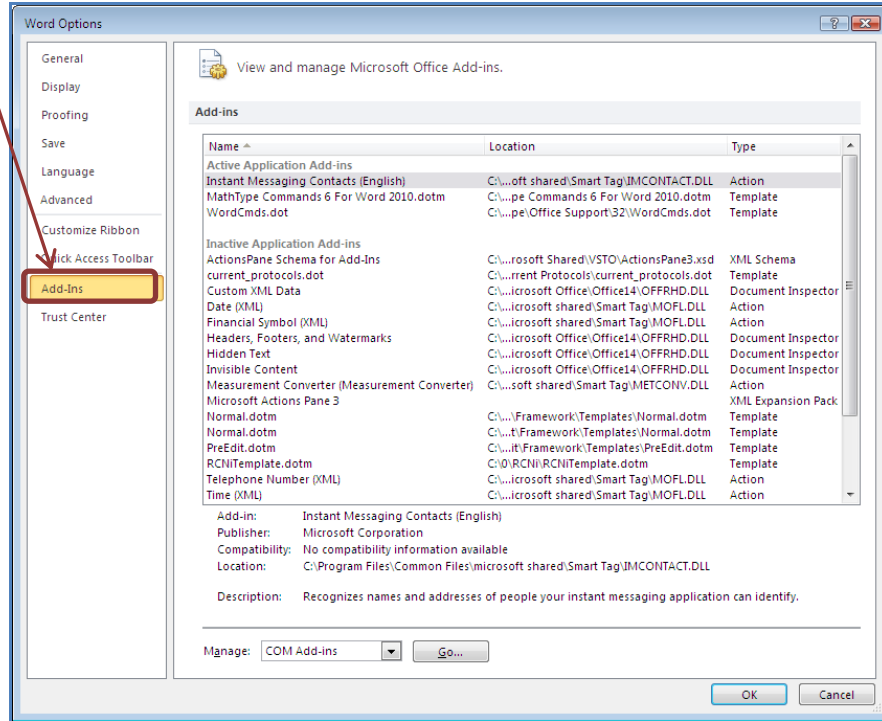 Word Options
General
Display
Proofing
Save
Language
Advanced
Customize Ribbon
Quick Access Toolbar
Add-Ins
Trust Center
View and manage Microsoft Office Add-ins.
Add-ins
Name Location Type
Active Application Add-ins
Instant Messaging Contacts (English) C:\...oft shared\Smart Tag\IMCONTACT.DLL Action
MathType Commands 6 For Word 2010.dotm C:\...pe Commands 6 For Word 2010.dotm Template
WordCmds.dot C:\...pe\Office Support\32\WordCmds.dot Template
Inactive Application Add-ins
ActionsPane Schema for Add-Ins C:\...rosoft Shared\VSTO\ActionsPane3.xsd XML Schema
current_protocols.dot C:\...rrent Protocols\current_protocols.dot Template
Custom XML Data C:\...icrosoft Office\Office14\OFFRHD.DLL Document Inspector
Date (XML) C:\...icrosoft shared\Smart Tag\MOFL.DLL Action
Financial Symbol (XML) C:\...icrosoft shared\Smart Tag\MOFL.DLL Action
Headers, Footers, and Watermarks C:\...icrosoft Office\Office14\OFFRHD.DLL Document Inspector
Hidden Text C:\...icrosoft Office\Office14\OFFRHD.DLL Document Inspector
Invisible Content C:\...icrosoft Office\Office14\OFFRHD.DLL Document Inspector
Measurement Converter (Measurement Converter) C:\...soft shared\Smart Tag\METCONV.DLL Action
Microsoft Actions Pane 3 XML Expansion Pack
Normal.dotm C:\...\Framework\Templates\Normal.dotm Template
Normal.dotm C:\...t\Framework\Templates\Normal.dotm Template
PreEdit.dotm C:\...it\Framework\Templates\PreEdit.dotm Template
RCNiTemplate.dotm C:\0\RCNi\RCNiTemplate.dotm Template
Telephone Number (XML) C:\...icrosoft shared\Smart Tag\MOFL.DLL Action
Time (XML) C:\...icrosoft shared\Smart Tag\MOFL.DLL Action
Add-in: Instant Messaging Contacts (English)
Publisher: Microsoft Corporation
Compatibility: No compatibility information available
Location: C:\Program Files\Common Files\microsoft shared\Smart Tag\IMCONTACT.DLL
Description: Recognizes names and addresses of people your instant messaging application can identify.
Manage: COM Add-ins Go...
OK Cancel